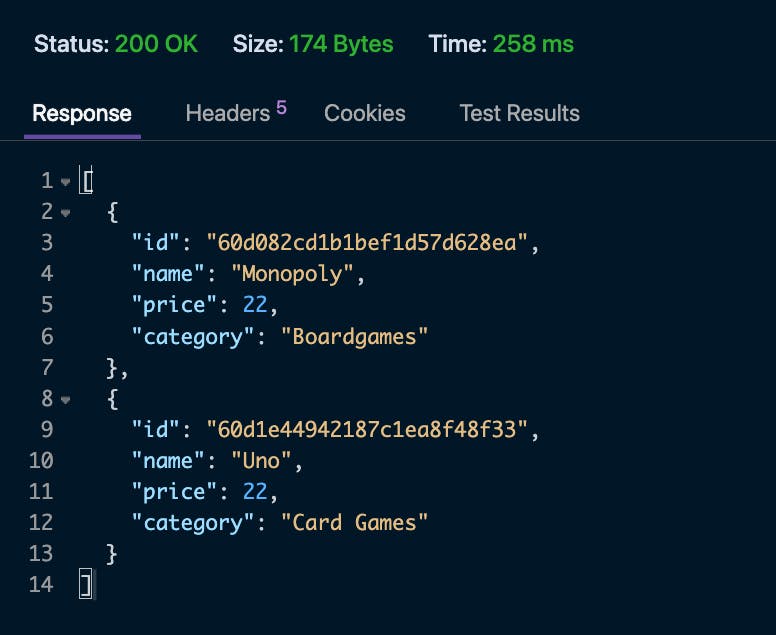 Status: 200 OK Size: 174 Bytes Time: 258 ms
Response Headers 5 Cookies Test Results
1 [
2 {
3 "id": "60d082cd1b1bef1d57d628ea",
4 "name": "Monopoly",
5 "price": 22,
6 "category": "Boardgames"
7 },
8 {
9 "id": "60d1e44942187c1ea8f48f33",
10 "name": "Uno",
11 "price": 22,
12 "category": "Card Games"
13 }
14 ]